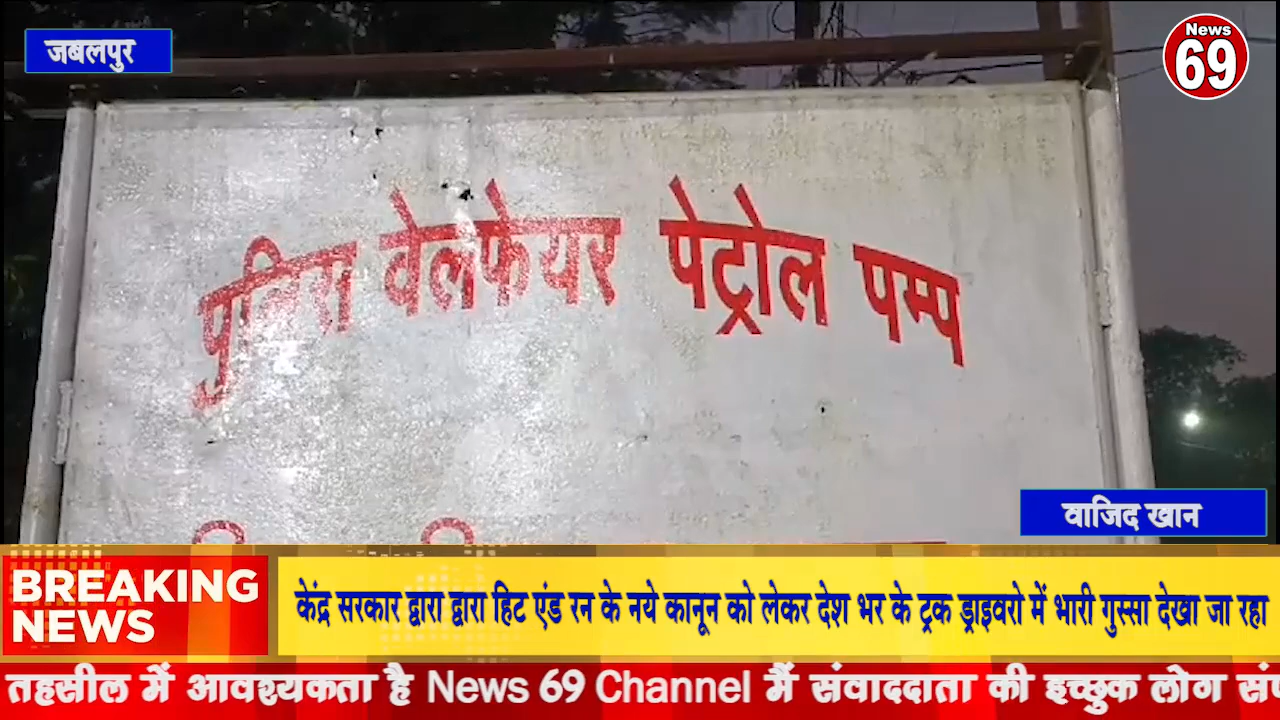 जबलपुर
News
69
पुलिस वेलफेयर पेट्रोल पम्प
वाजिद खान
BREAKING
NEWS
केंद्र सरकार द्वारा द्वारा हिट एंड रन के नये कानून को लेकर देश भर के ट्रक ड्राइवरो में भारी गुस्सा देखा जा रहा
तहसील में आवश्यकता है News 69 Channel मैं संवाददाता की इच्छुक लोग